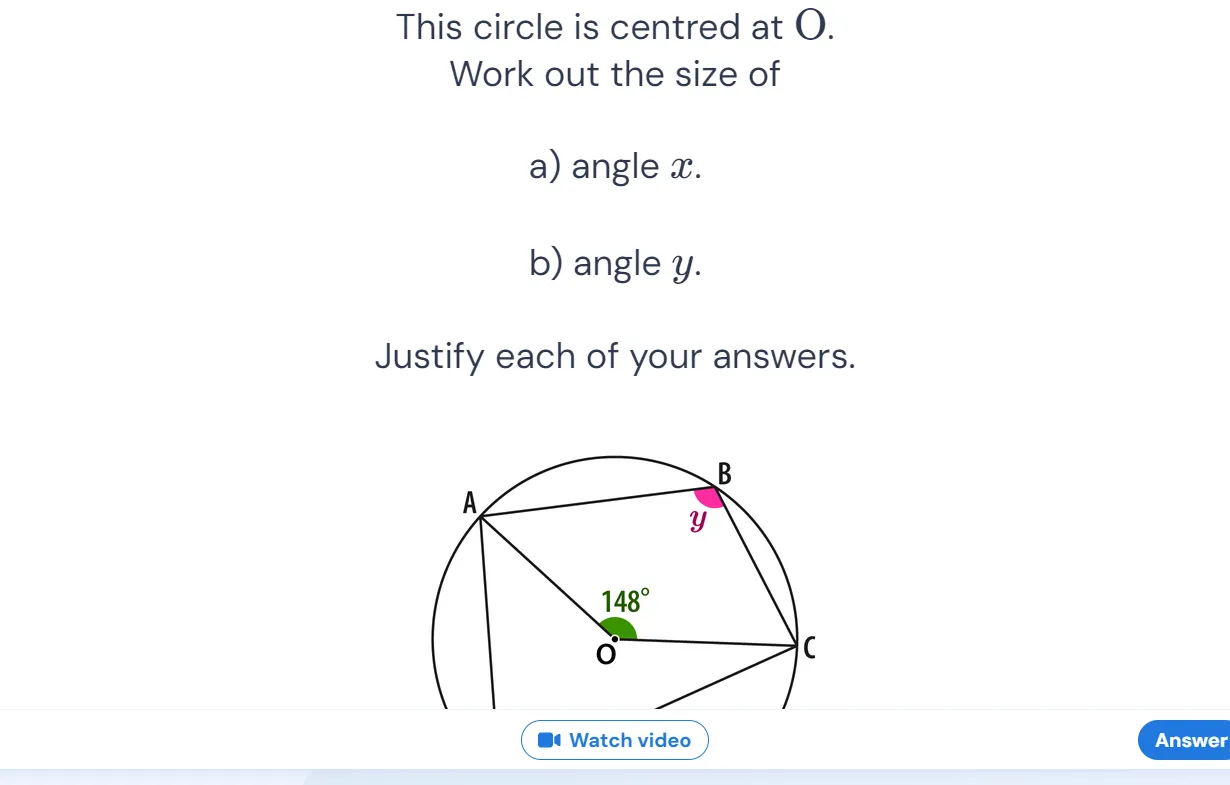 This circle is centred at O.
Work out the size of
a) angle x.
b) angle y.
Justify each of your answers.
B
A
y
148°
O
C
Watch video
Answer